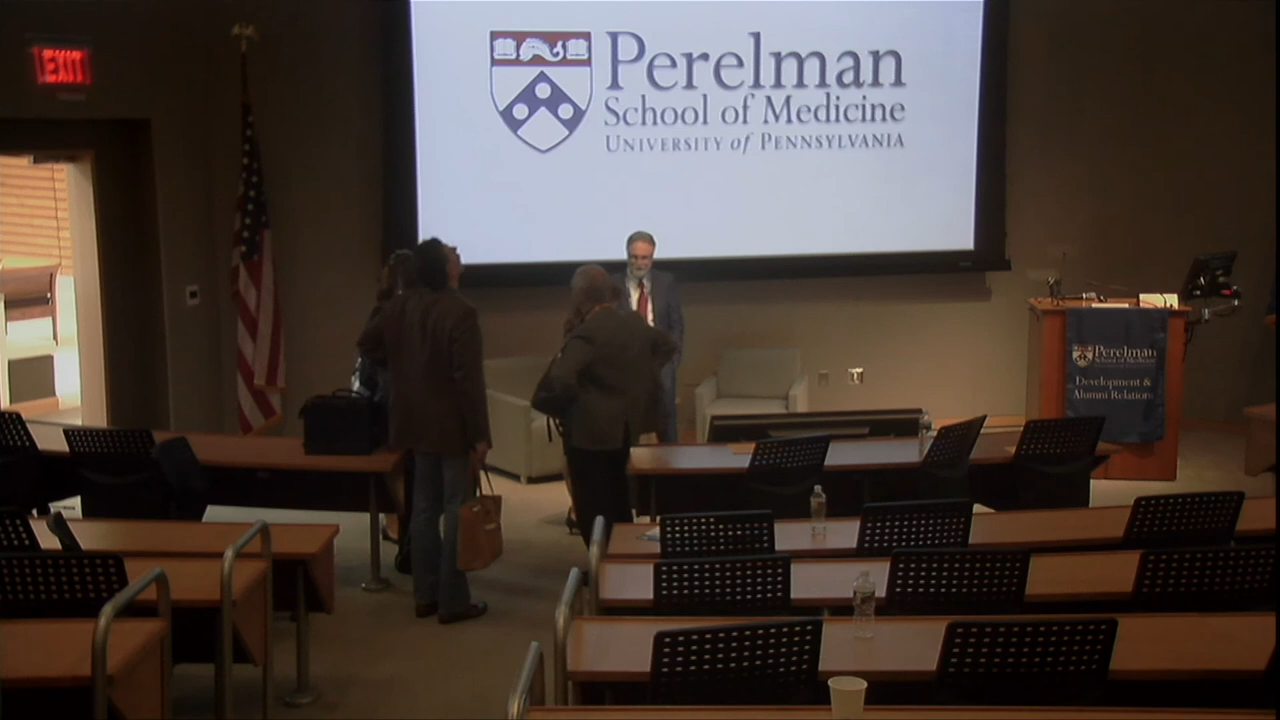 EXIT
Perelman
School of Medicine
UNIVERSITY of PENNSYLVANIA
Perelman
School of Medicine
Development &
Alumni Relations